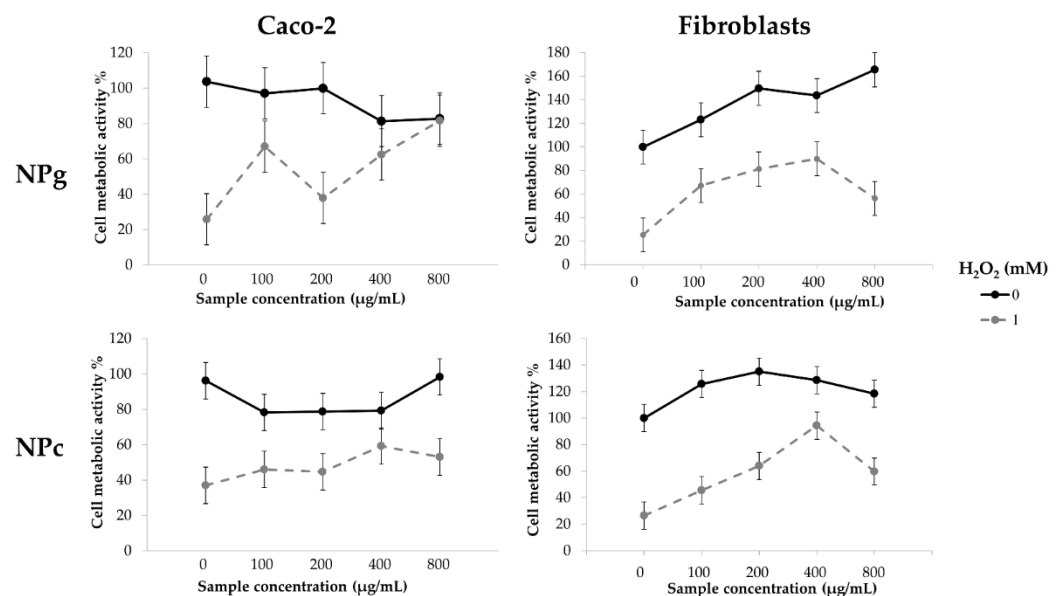 Caco-2
Fibroblasts
NPg
Cell metabolic activity %
120
100
80
60
40
20
0
0 100 200 400 800
Sample concentration (µg/mL)
Cell metabolic activity %
180
160
140
120
100
80
60
40
20
0
0 100 200 400 800
Sample concentration (µg/mL)
H₂O₂ (mM)
0
1
NPc
Cell metabolic activity %
120
100
80
60
40
20
0
0 100 200 400 800
Sample concentration (µg/mL)
Cell metabolic activity %
160
140
120
100
80
60
40
20
0
0 100 200 400 800
Sample concentration (µg/mL)